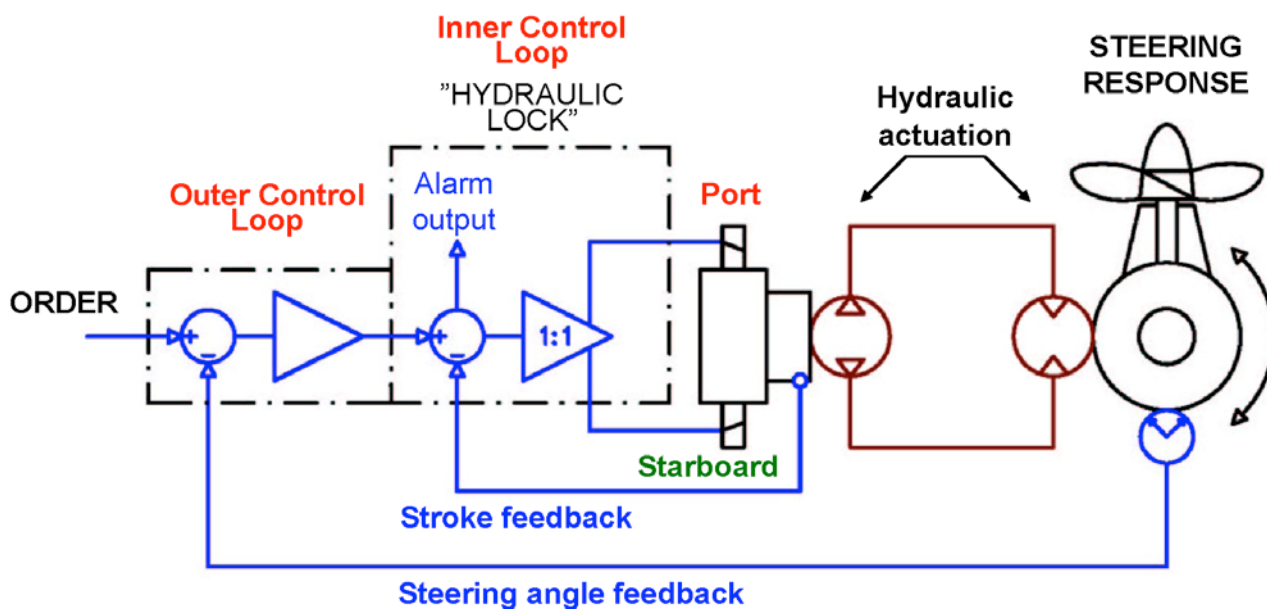 Inner Control
Loop
”HYDRAULIC
LOCK”
STEERING
RESPONSE
Hydraulic
actuation
Outer Control
Loop
Alarm
output
Port
ORDER
+
−
+
−
1:1
Starboard
Stroke feedback
Steering angle feedback